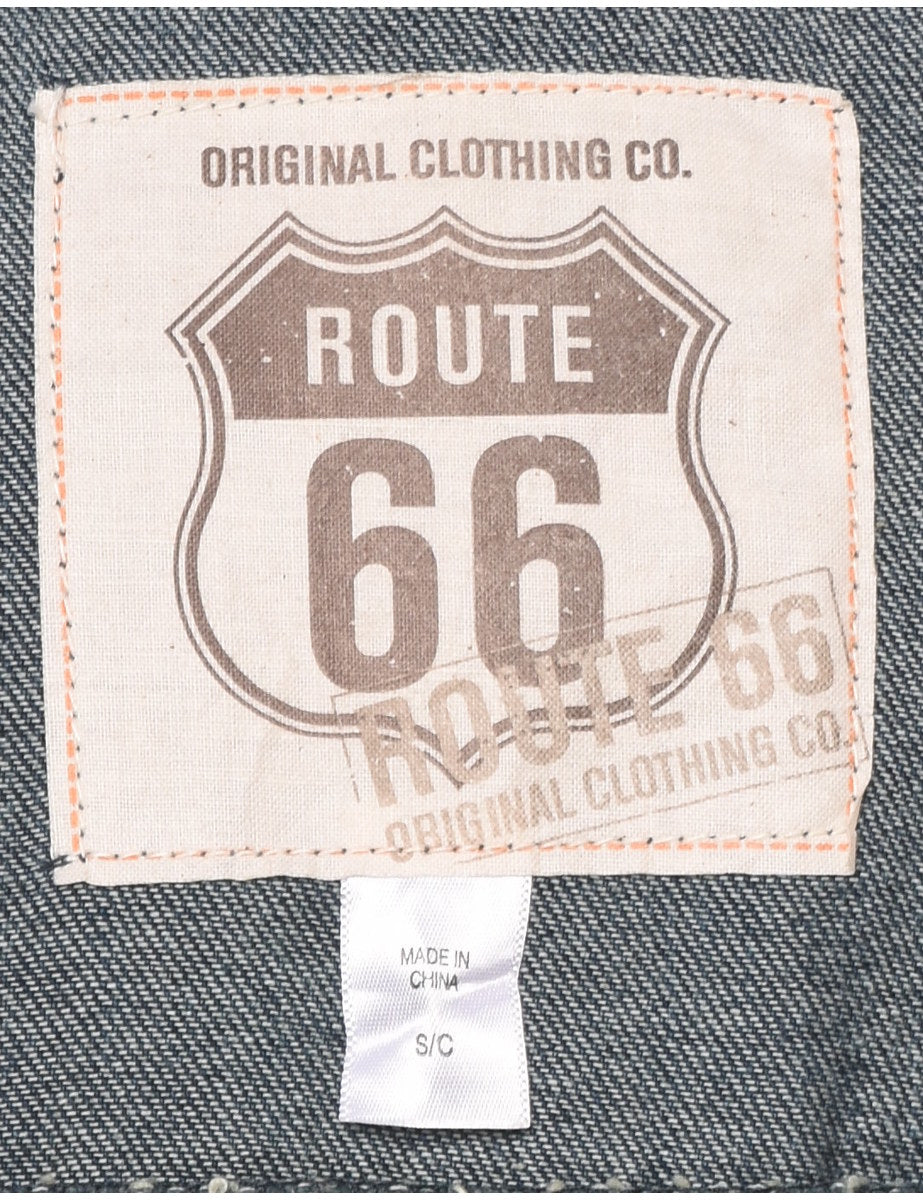 ORIGINAL CLOTHING CO.
ROUTE
66
ROUTE 66
ORIGINAL CLOTHING CO.
MADE IN
CHINA
S/C